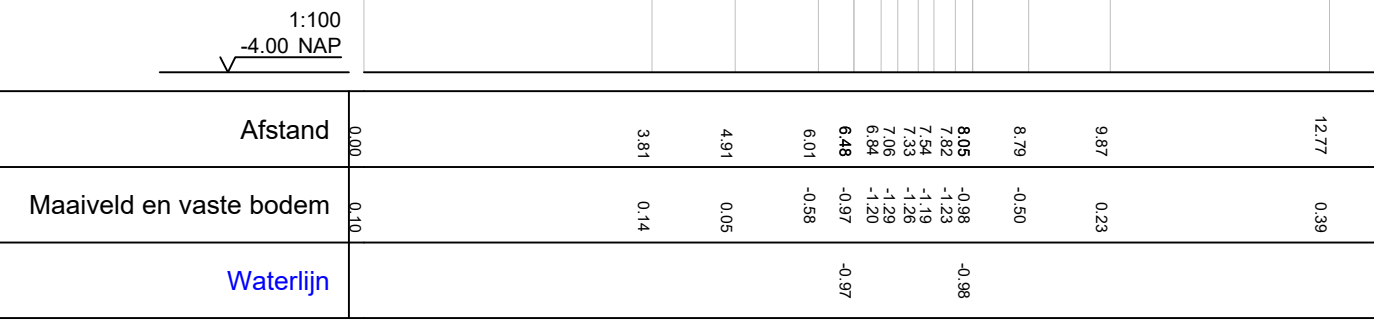 1:100
-4.00 NAP
Afstand 0.00 3.81 4.91 6.01 6.48 6.84 7.06 7.33 7.54 7.82 8.05 8.79 9.87 12.77
Maaiveld en vaste bodem 0.10 0.14 0.05 -0.58 -0.97 -1.20 -1.29 -1.26 -1.19 -1.23 -0.98 -0.50 0.23 0.39
Waterlijn -0.97 -0.98